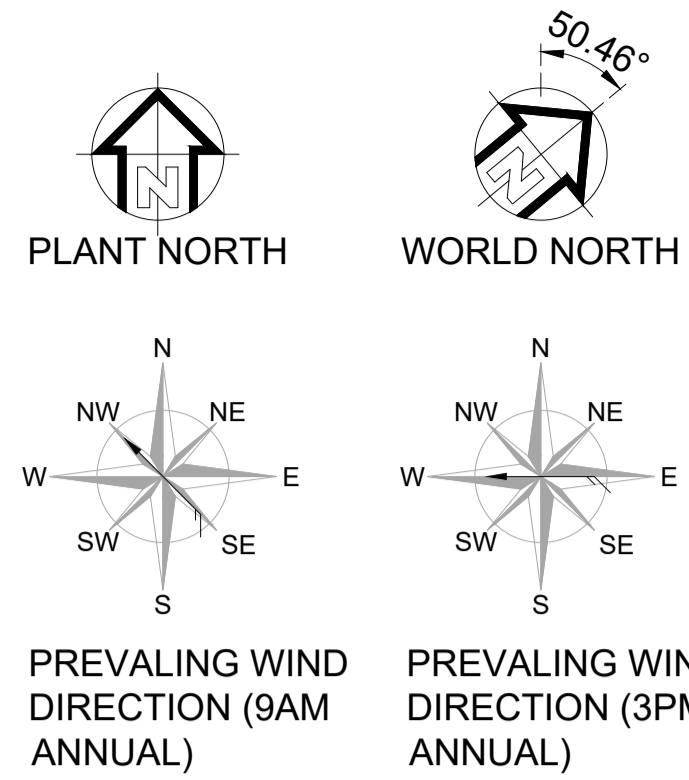 50.46°
N
N
PLANT NORTH
WORLD NORTH
N
NW
NE
W
E
SW
SE
S
PREVALING WIND
DIRECTION (9AM
ANNUAL)
N
NW
NE
W
E
SW
SE
S
PREVALING WIN
DIRECTION (3PM
ANNUAL)